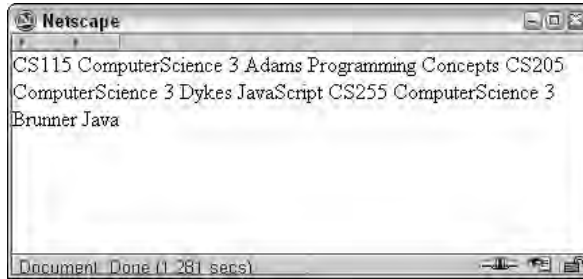 Netscape
CS115 ComputerScience 3 Adams Programming Concepts CS205
ComputerScience 3 Dykes JavaScript CS255 ComputerScience 3
Brunner Java
Document: Done (1.281 secs)